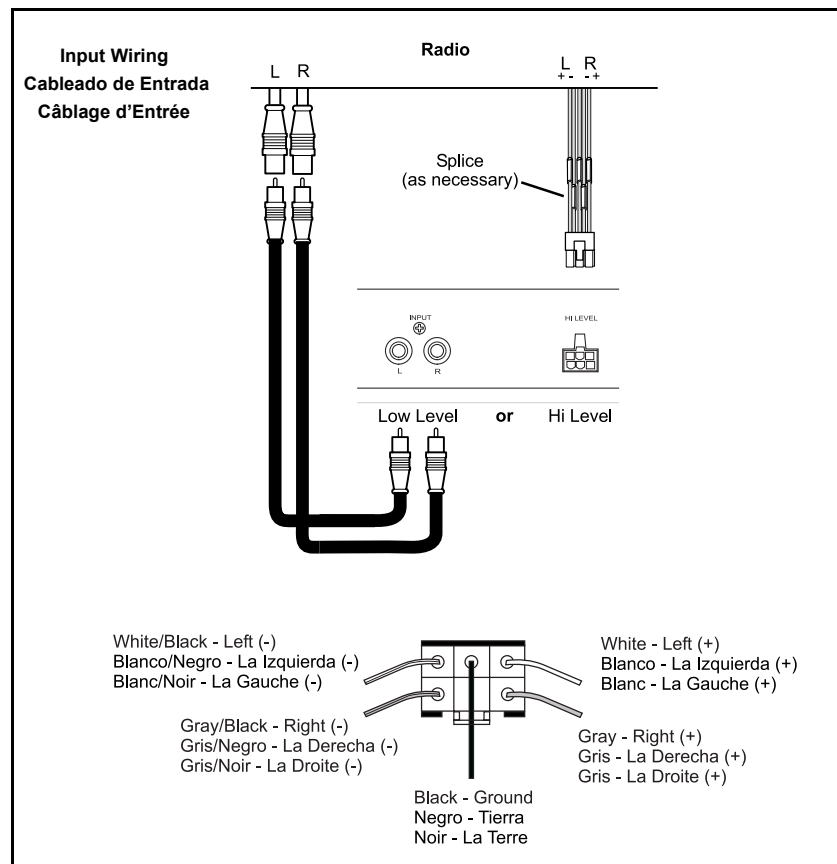 Input Wiring
Cableado de Entrada
Câblage d'Entrée
Radio
L R
L R
+ - - +
Splice
(as necessary)
INPUT
L R
HI LEVEL
Low Level or Hi Level
White/Black - Left (-)
Blanco/Negro - La Izquierda (-)
Blanc/Noir - La Gauche (-)
White - Left (+)
Blanco - La Izquierda (+)
Blanc - La Gauche (+)
Gray/Black - Right (-)
Gris/Negro - La Derecha (-)
Gris/Noir - La Droite (-)
Gray - Right (+)
Gris - La Derecha (+)
Gris - La Droite (+)
Black - Ground
Negro - Tierra
Noir - La Terre